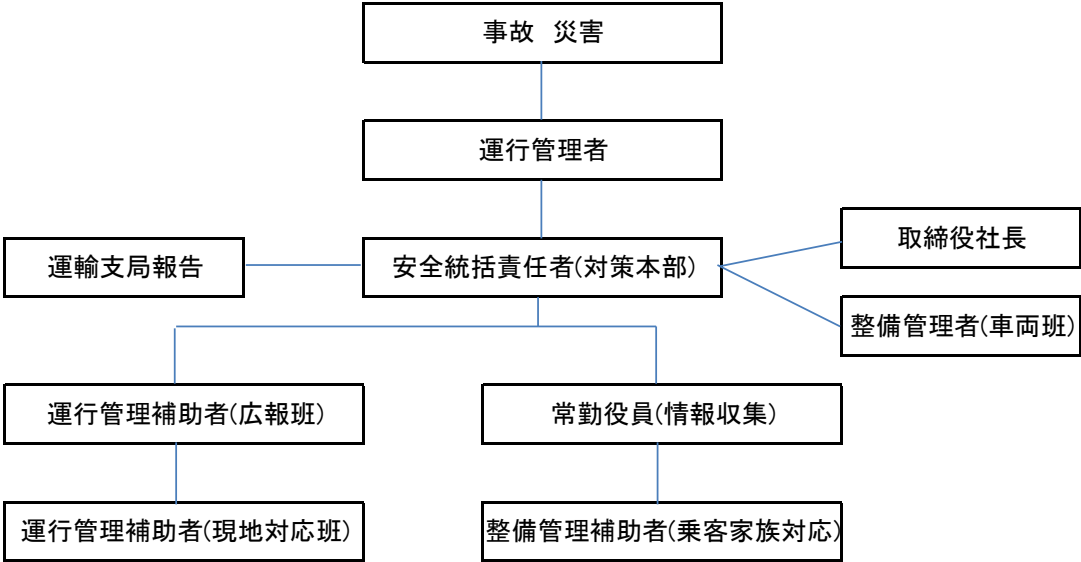 事故　災害
運行管理者
取締役社長
運輸支局報告
安全統括責任者(対策本部)
整備管理者(車両班)
運行管理補助者(広報班)
常勤役員(情報収集)
運行管理補助者(現地対応班)
整備管理補助者(乗客家族対応)